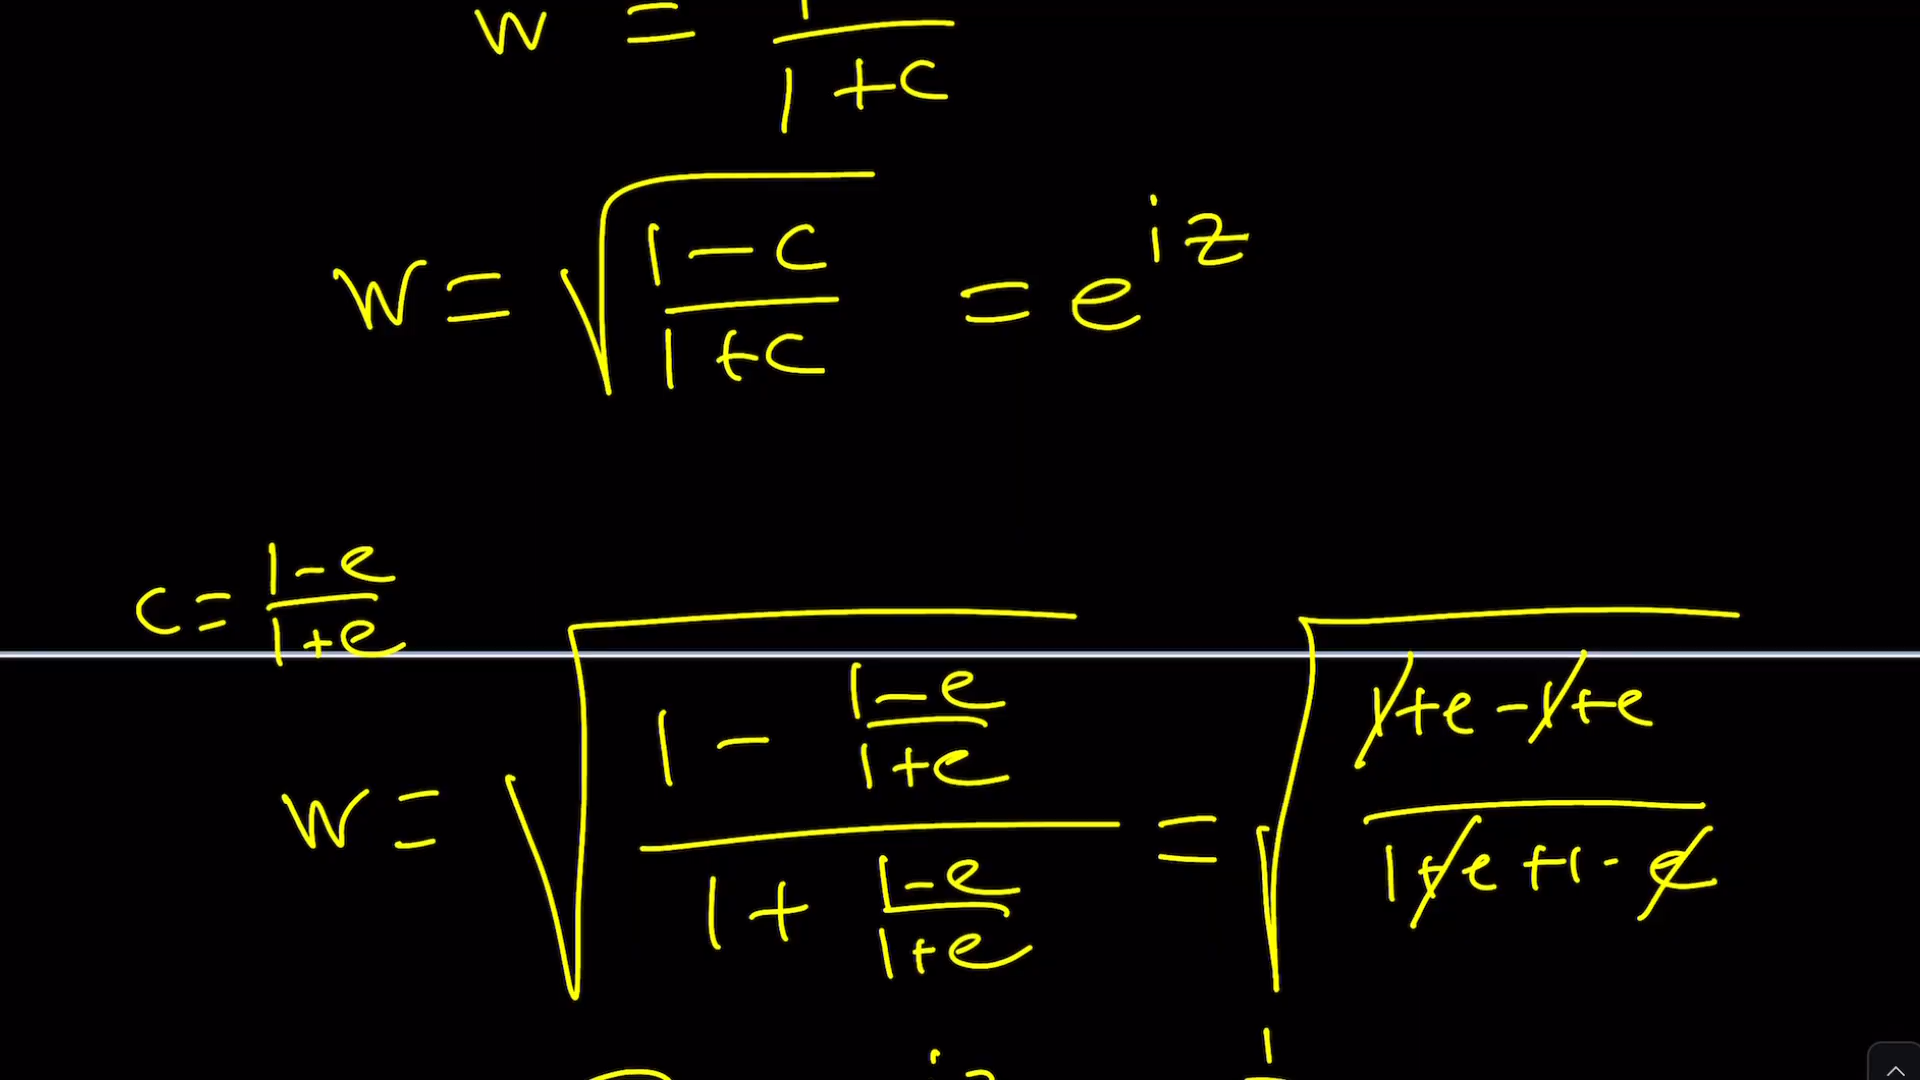 w = 1/(1+c)
w = √((1-c)/(1+c)) = e^(iz)
c = (1-e)/(1+e)
w = √((1 - (1-e)/(1+e))/(1 + (1-e)/(1+e))) = √((1+e-1+e)/(1+e+1-e))